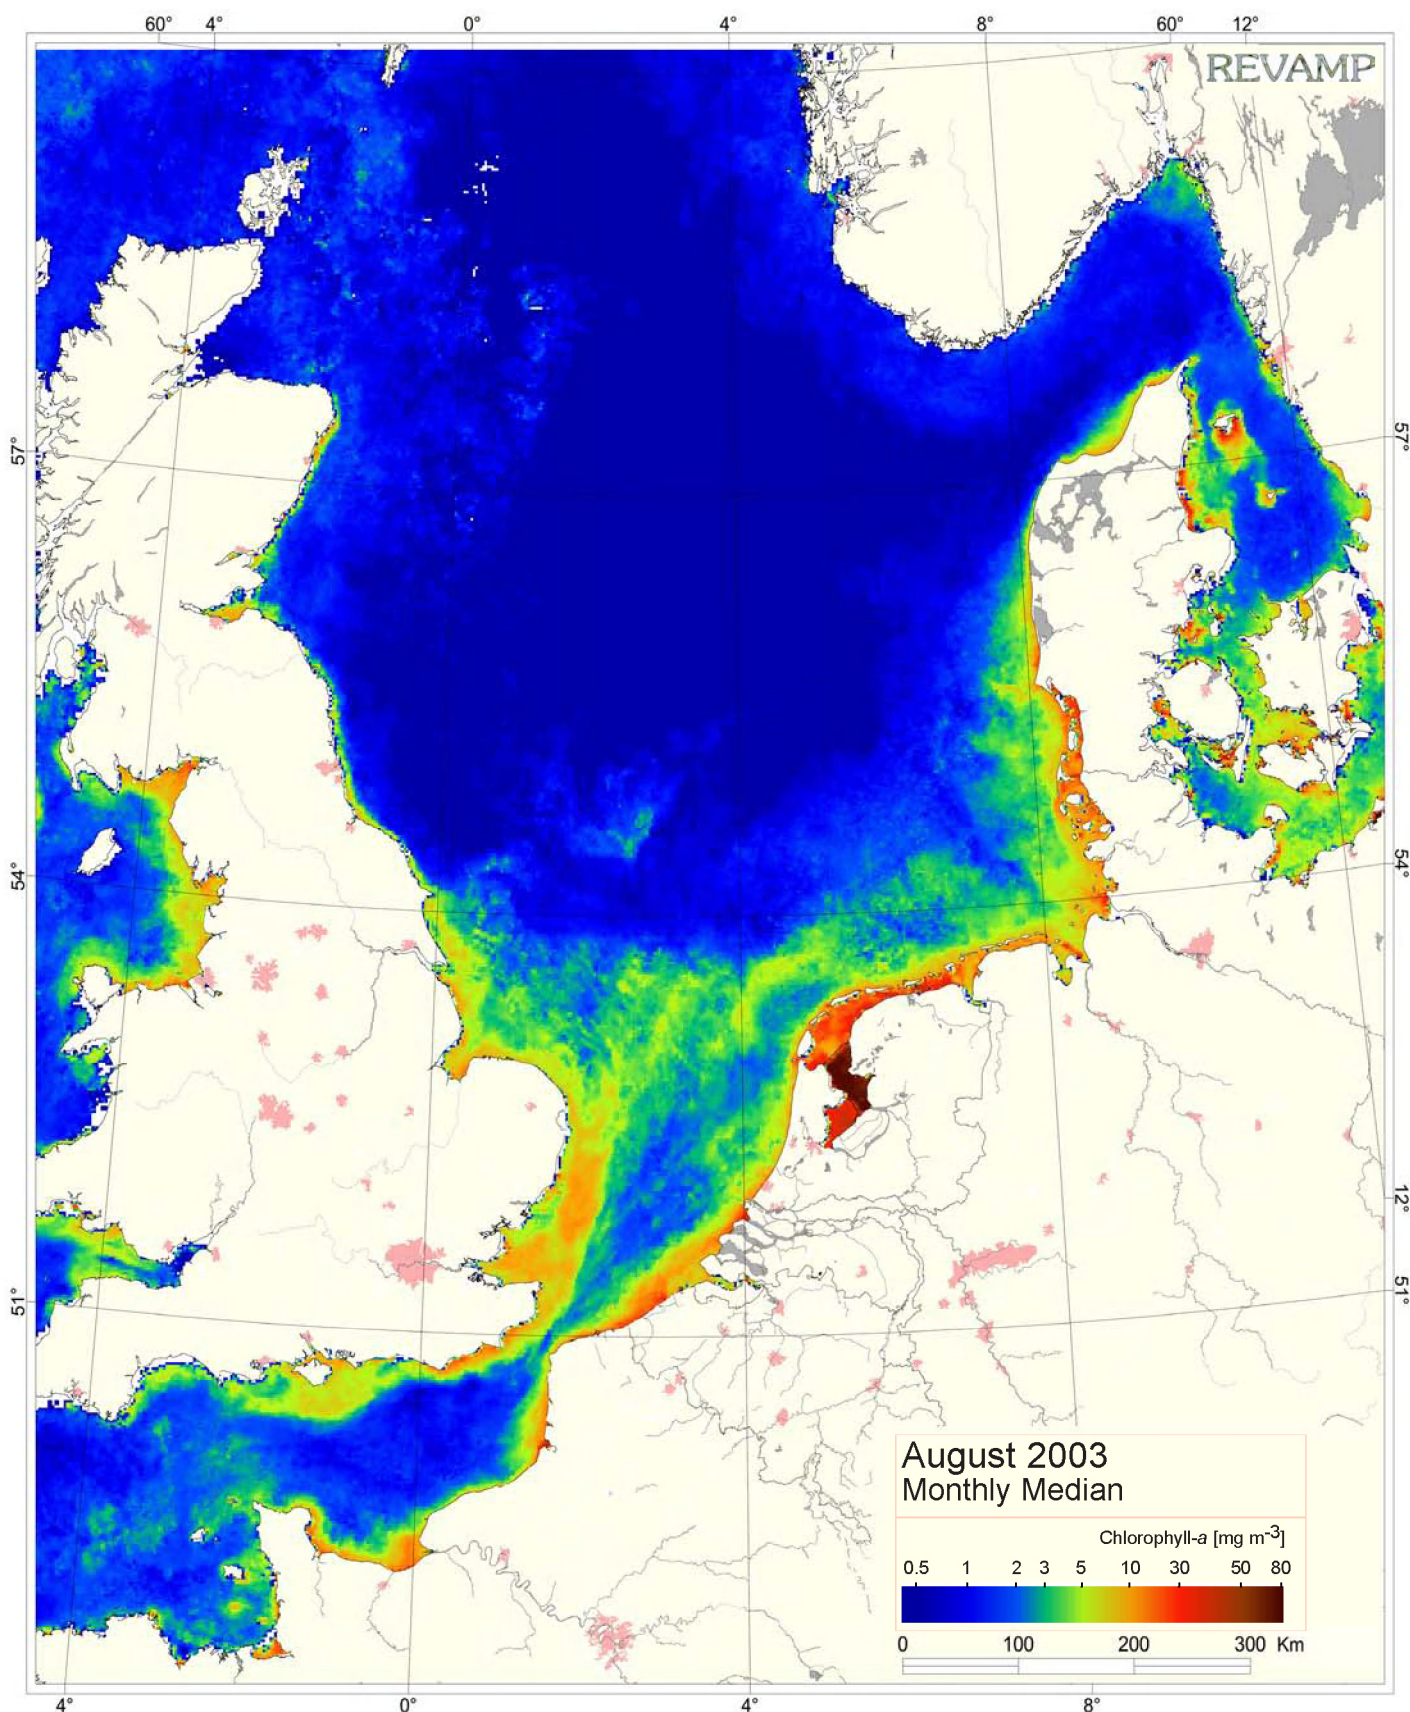 60° 4° 0° 4° 8° 60° 12°
REVAMP
57° 57°
54° 54°
12°
51° 51°
August 2003
Monthly Median
Chlorophyll-a [mg m-3]
0.5 1 2 3 5 10 30 50 80
0 100 200 300 Km
4° 0° 4° 8°